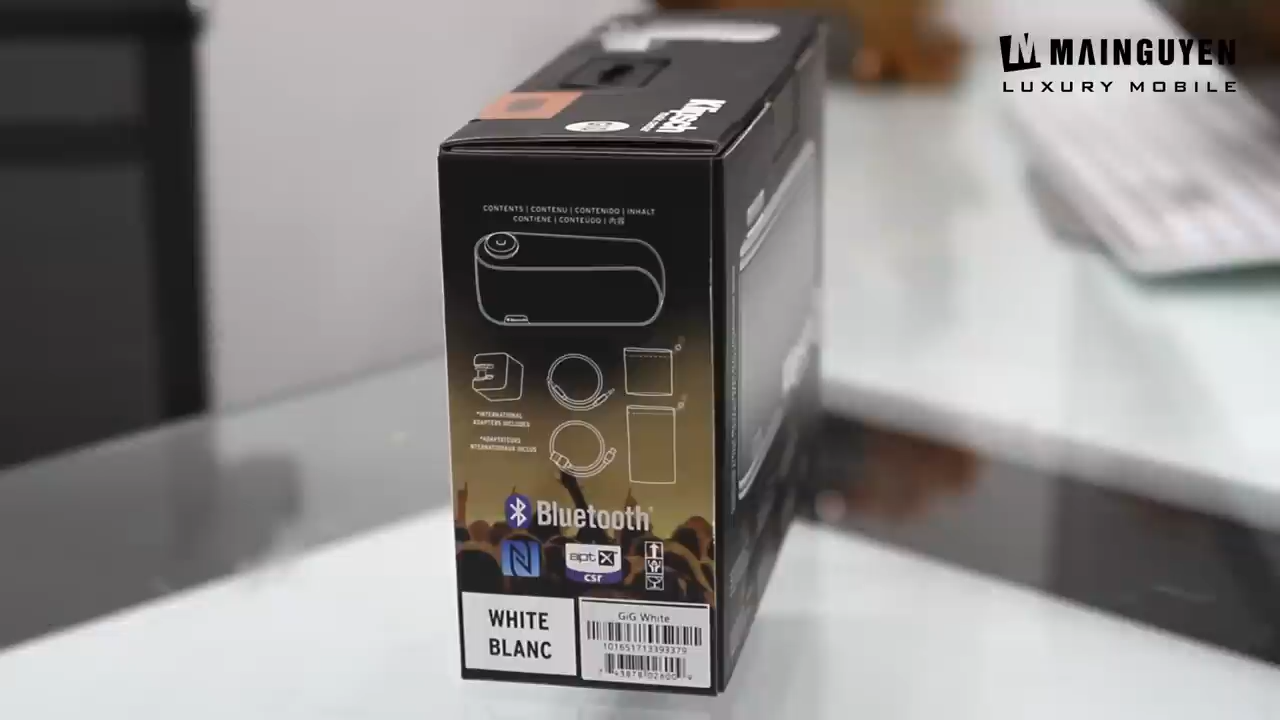 MAINGUYEN
LUXURY MOBILE
Klipsch
CONTENTS | CONTENU | CONTENIDO | INHALT
CONTIENE | CONTEÚDO | 内容
*INTERNATIONAL
ADAPTERS INCLUDED
*ADAPTATEURS
INTERNATIONAUX INCLUS
Bluetooth
aptX
csr
WHITE
BLANC
GiG White
101651713393379